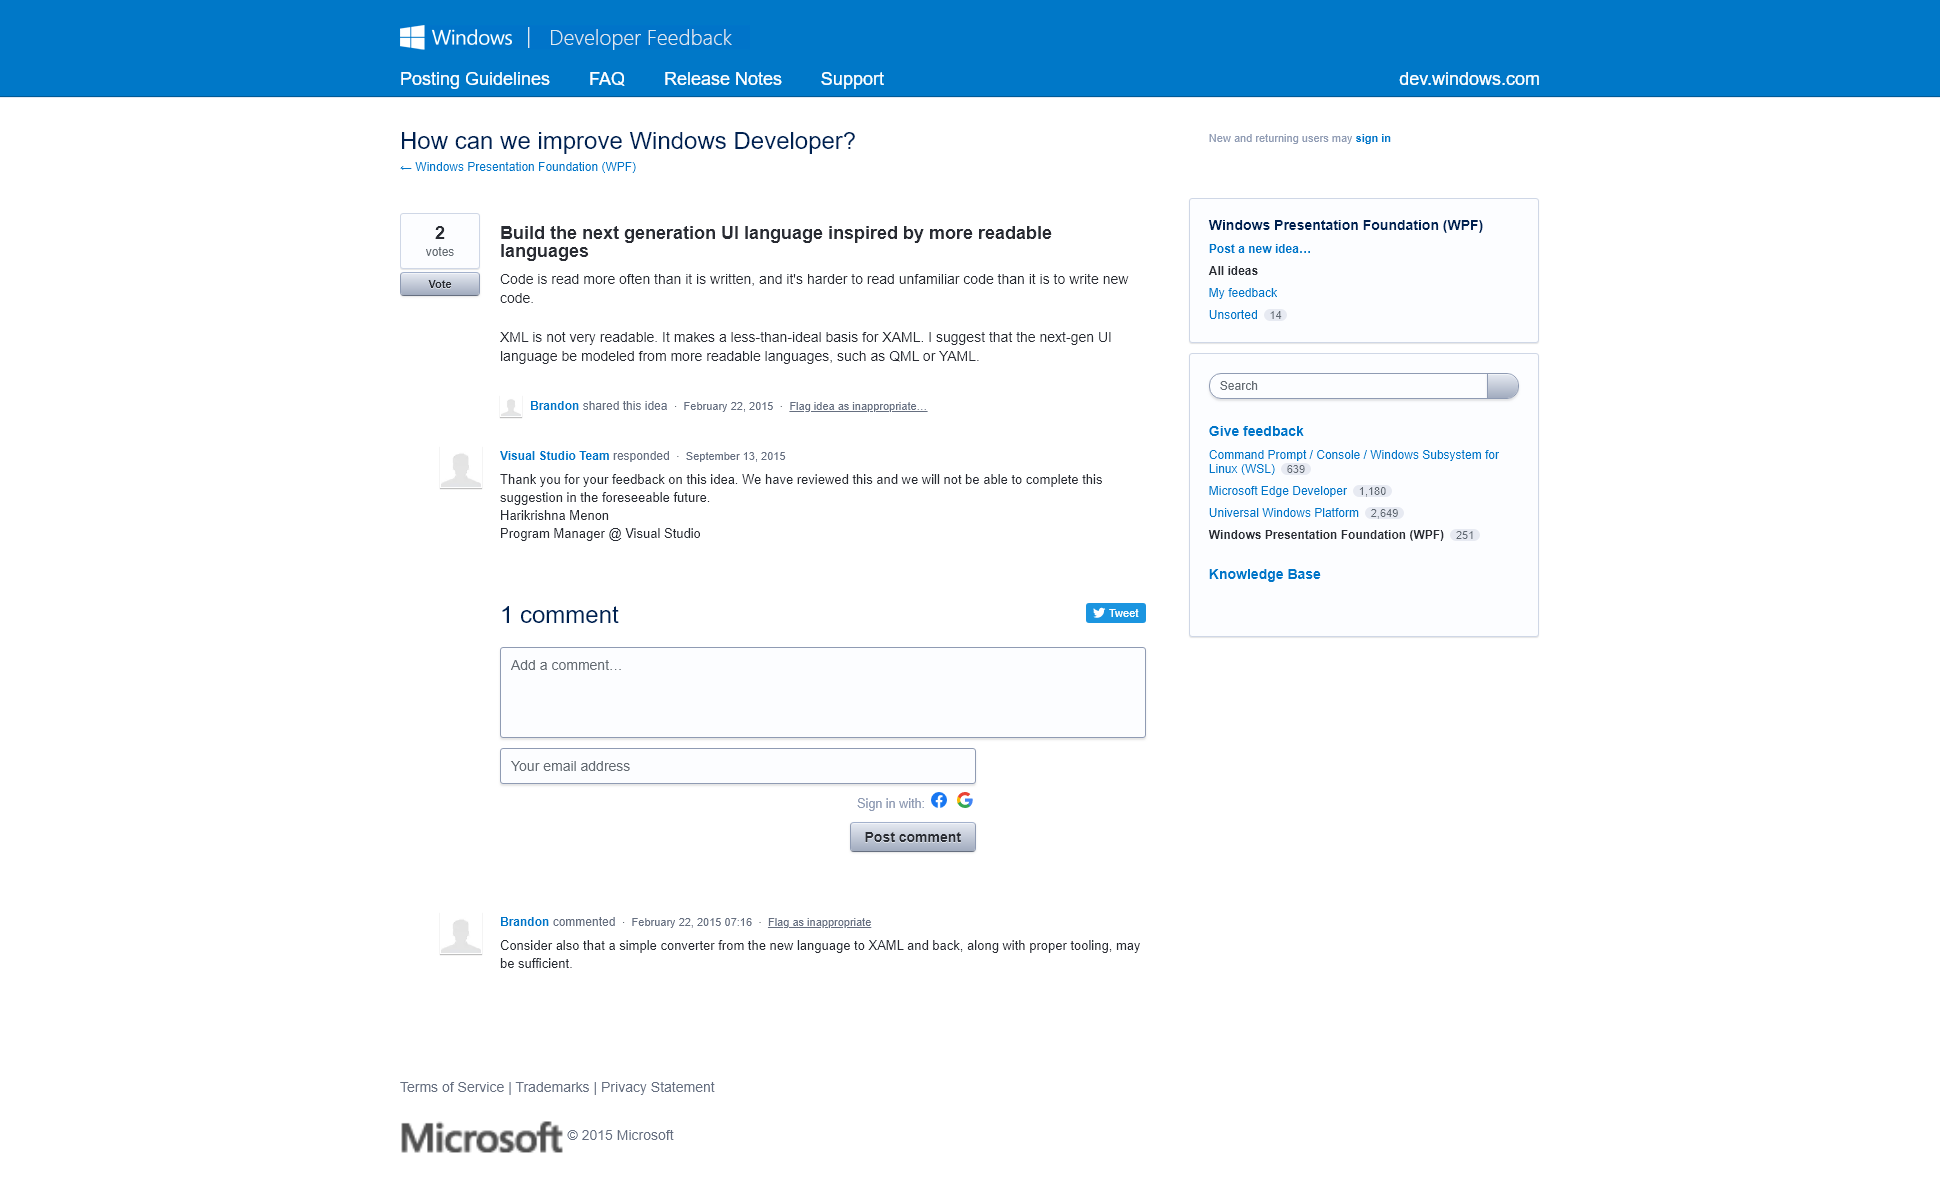 Windows | Developer Feedback
Posting Guidelines FAQ Release Notes Support dev.windows.com
How can we improve Windows Developer?
← Windows Presentation Foundation (WPF)
New and returning users may sign in
2
votes
Vote
Build the next generation UI language inspired by more readable
languages
Code is read more often than it is written, and it's harder to read unfamiliar code than it is to write new
code.
XML is not very readable. It makes a less-than-ideal basis for XAML. I suggest that the next-gen UI
language be modeled from more readable languages, such as QML or YAML.
Brandon shared this idea · February 22, 2015 · Flag idea as inappropriate…
Visual Studio Team responded · September 13, 2015
Thank you for your feedback on this idea. We have reviewed this and we will not be able to complete this
suggestion in the foreseeable future.
Harikrishna Menon
Program Manager @ Visual Studio
1 comment
Tweet
Add a comment…
Your email address
Sign in with:
Post comment
Brandon commented · February 22, 2015 07:16 · Flag as inappropriate
Consider also that a simple converter from the new language to XAML and back, along with proper tooling, may
be sufficient.
Windows Presentation Foundation (WPF)
Post a new idea…
All ideas
My feedback
Unsorted 14
Search
Give feedback
Command Prompt / Console / Windows Subsystem for
Linux (WSL) 639
Microsoft Edge Developer 1,180
Universal Windows Platform 2,649
Windows Presentation Foundation (WPF) 251
Knowledge Base
Terms of Service | Trademarks | Privacy Statement
Microsoft © 2015 Microsoft